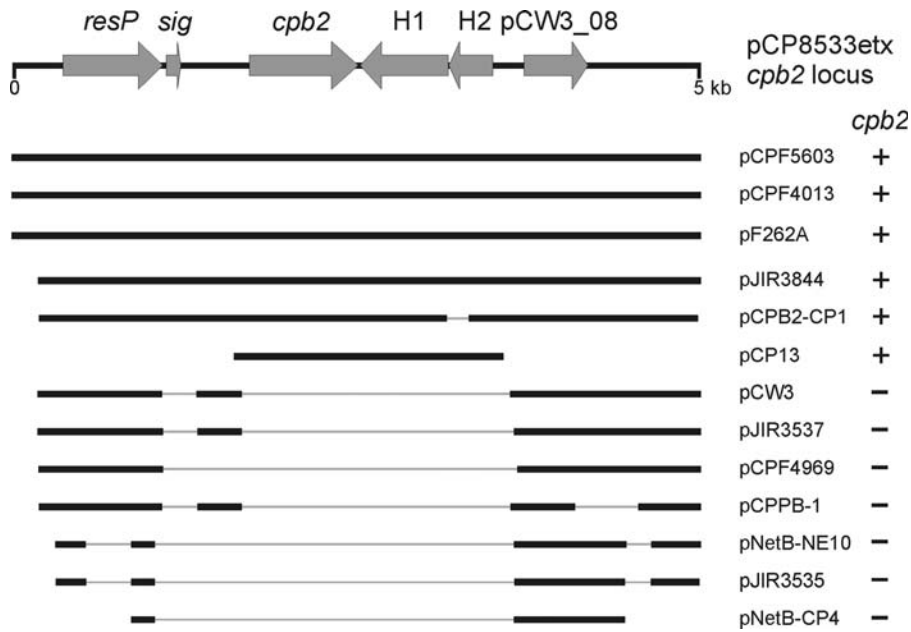 resP sig cpb2 H1 H2 pCW3_08
pCP8533etx
cpb2 locus
0 5 kb
cpb2
pCPF5603 +
pCPF4013 +
pF262A +
pJIR3844 +
pCPB2-CP1 +
pCP13 +
pCW3 −
pJIR3537 −
pCPF4969 −
pCPPB-1 −
pNetB-NE10 −
pJIR3535 −
pNetB-CP4 −